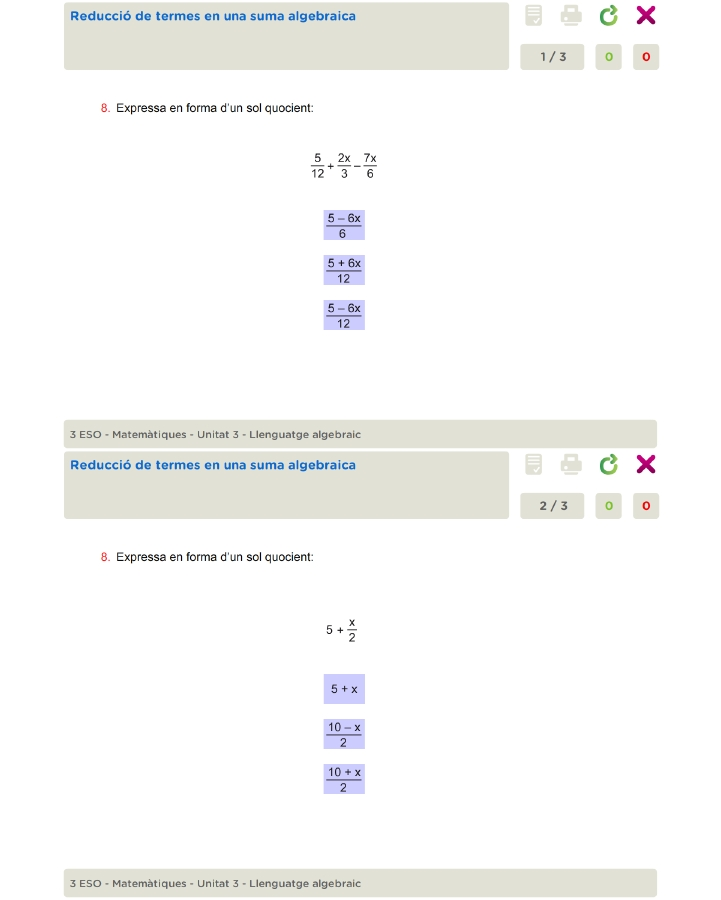 Reducció de termes en una suma algebraica
1 / 3 0 0
8. Expressa en forma d'un sol quocient:
5/12 + 2x/3 − 7x/6
5 − 6x
6
5 + 6x
12
5 − 6x
12
3 ESO - Matemàtiques - Unitat 3 - Llenguatge algebraic
Reducció de termes en una suma algebraica
2 / 3 0 0
8. Expressa en forma d'un sol quocient:
5 + x/2
5 + x
10 − x
2
10 + x
2
3 ESO - Matemàtiques - Unitat 3 - Llenguatge algebraic